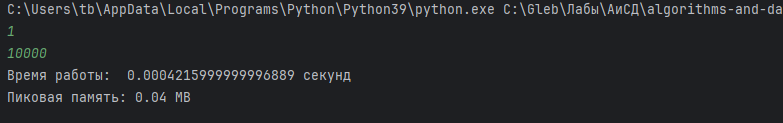 C:\Users\tb\AppData\Local\Programs\Python\Python39\python.exe C:\Gleb\Лабы\АиСД\algorithms-and-da
1
10000
Время работы:  0.0004215999999996889 секунд
Пиковая память: 0.04 MB